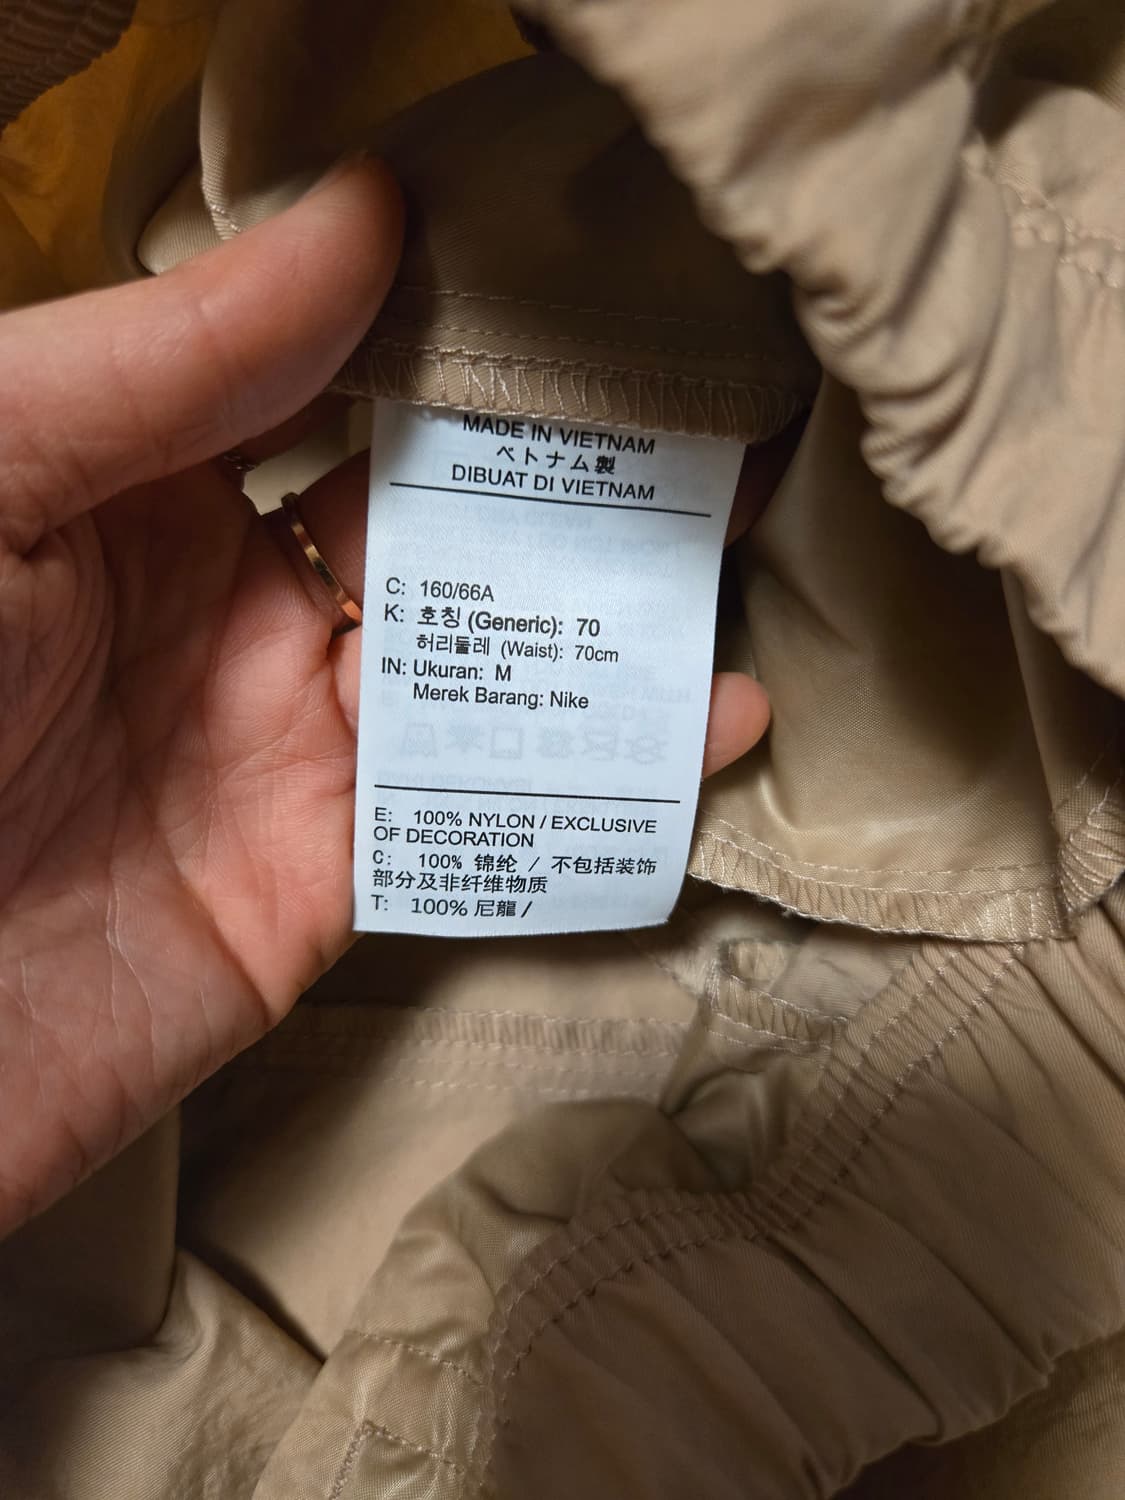 MADE IN VIETNAM
ベトナム製
DIBUAT DI VIETNAM
C: 160/66A
K: 호칭 (Generic): 70
허리둘레 (Waist): 70cm
IN: Ukuran: M
Merek Barang: Nike
E: 100% NYLON / EXCLUSIVE
OF DECORATION
C: 100% 锦纶 / 不包括装饰
部分及非纤维物质
T: 100% 尼龍 /